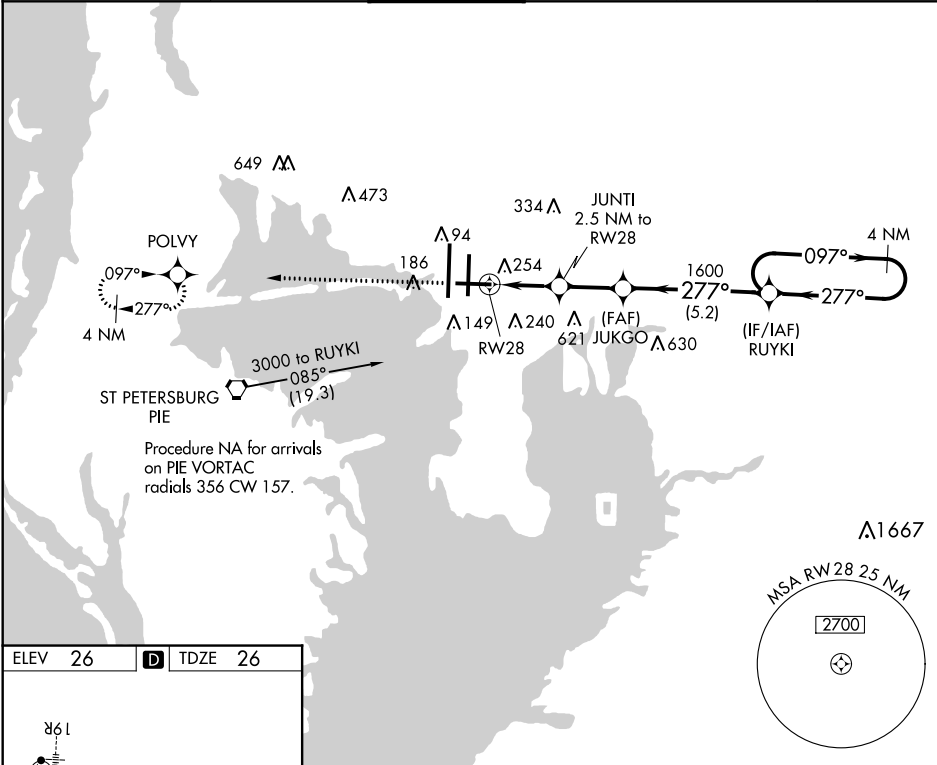 649
473
334
JUNTI
2.5 NM to
RW28
POLVY
94
097°
4 NM
186
254
1600
097°
277°
277°
277°
(5.2)
4 NM
149
240
621
(FAF)
JUKGO
630
(IF/IAF)
RUYKI
RW28
3000 to RUYKI
085°
(19.3)
ST PETERSBURG
PIE
Procedure NA for arrivals
on PIE VORTAC
radials 356 CW 157.
1667
MSA RW 28 25 NM
2700
ELEV 26 D TDZE 26
19R